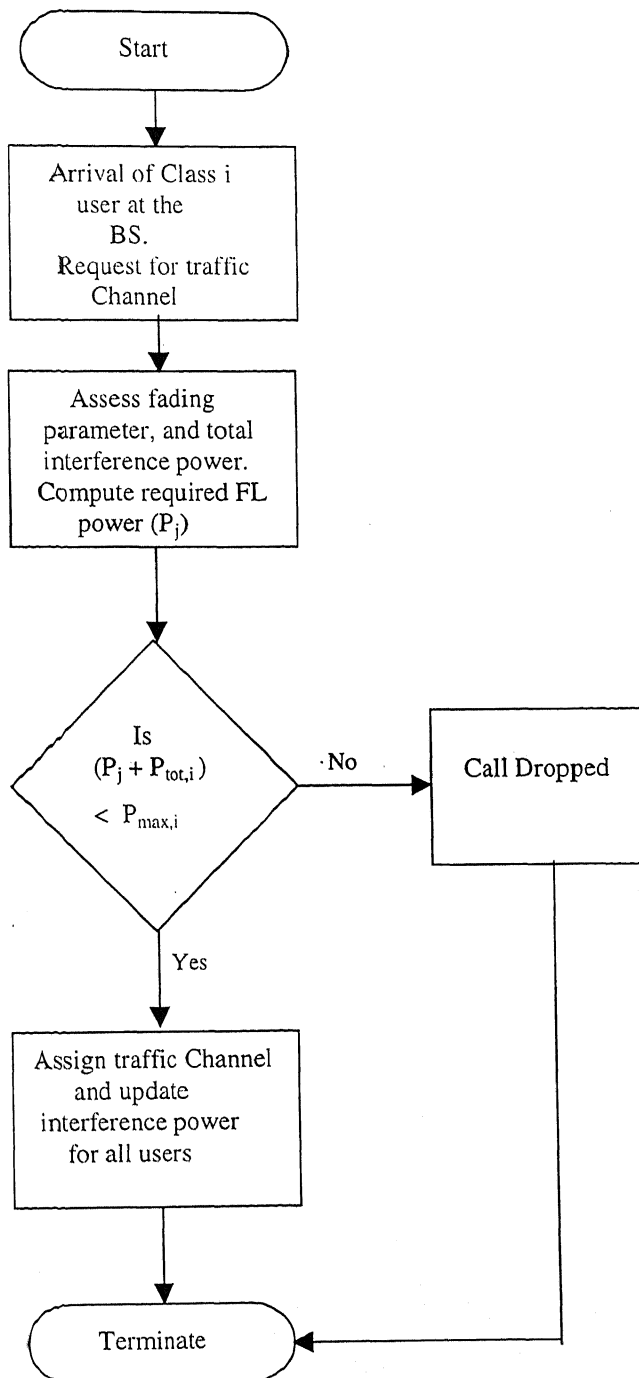 Start
Arrival of Class i
user at the
BS.
Request for traffic
Channel
Assess fading
parameter, and total
interference power.
Compute required FL
power (Pj)
Is
(Pj + Ptot,i)
< Pmax,i
No
Call Dropped
Yes
Assign traffic Channel
and update
interference power
for all users
Terminate